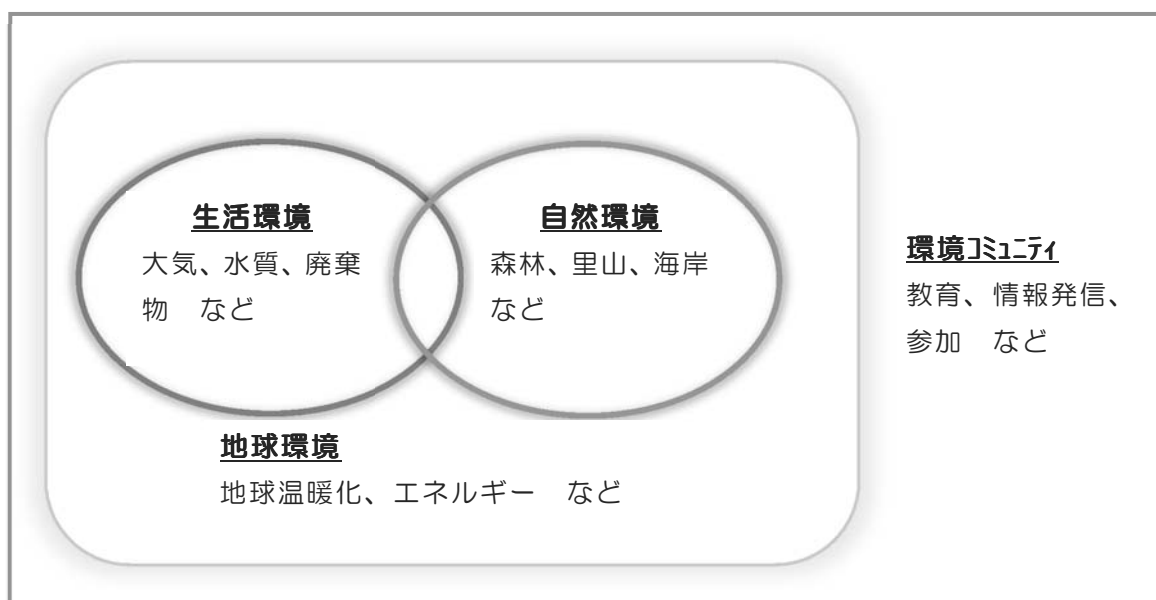 生活環境
大気、水質、廃棄
物　など
自然環境
森林、里山、海岸
など
環境ｺﾐｭﾆﾃｨ
教育、情報発信、
参加　など
地球環境
地球温暖化、エネルギー　など